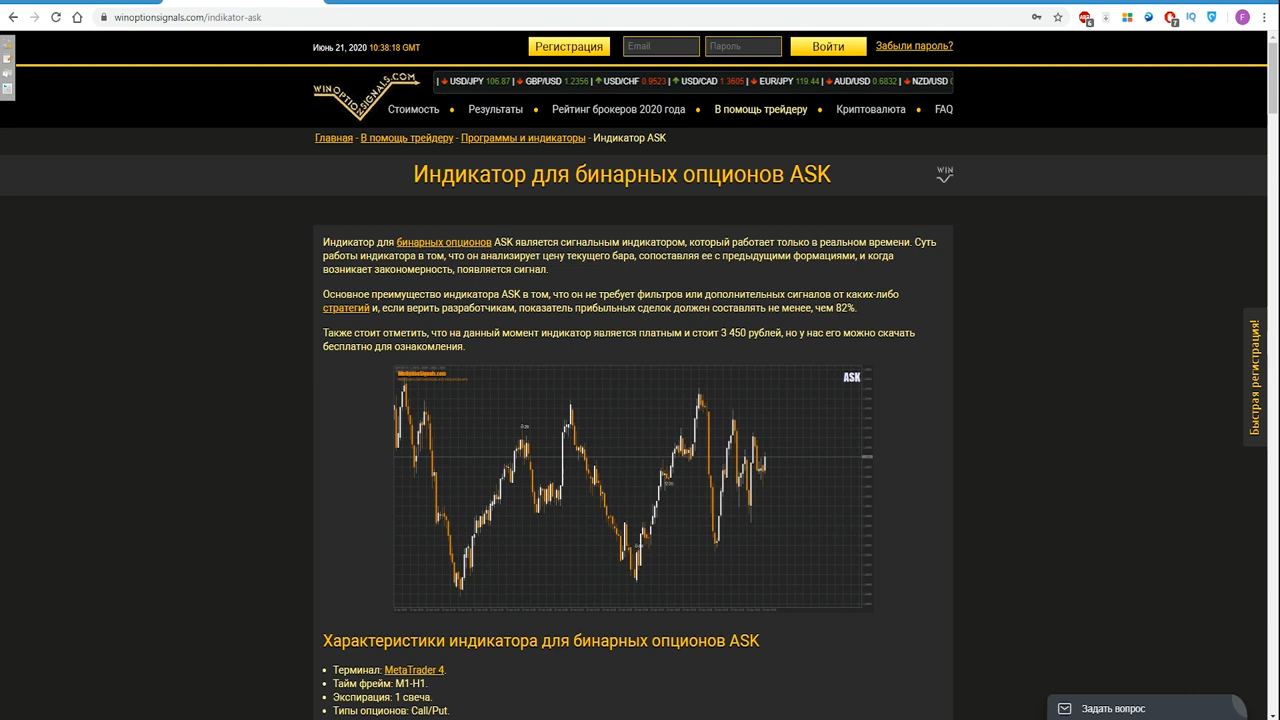 winoptionsignals.com/indikator-ask
Июнь 21, 2020 10:38:18 GMT
Регистрация
Email
Пароль
Войти
Забыли пароль?
WINOPTIONSIGNALS.COM
| USD/JPY 106.87 | GBP/USD 1.2356 | USD/CHF 0.9523 | USD/CAD 1.3605 | EUR/JPY 119.44 | AUD/USD 0.6832 | NZD/USD
Стоимость • Результаты • Рейтинг брокеров 2020 года • В помощь трейдеру • Криптовалюта • FAQ
Главная - В помощь трейдеру - Программы и индикаторы - Индикатор ASK
Индикатор для бинарных опционов ASK
WIN
Индикатор для бинарных опционов ASK является сигнальным индикатором, который работает только в реальном времени. Суть
работы индикатора в том, что он анализирует цену текущего бара, сопоставляя ее с предыдущими формациями, и когда
возникает закономерность, появляется сигнал.
Основное преимущество индикатора ASK в том, что он не требует фильтров или дополнительных сигналов от каких-либо
стратегий и, если верить разработчикам, показатель прибыльных сделок должен составлять не менее, чем 82%.
Также стоит отметить, что на данный момент индикатор является платным и стоит 3 450 рублей, но у нас его можно скачать
бесплатно для ознакомления.
WinOptionSignals.com
ASK
Быстрая регистрация!
Характеристики индикатора для бинарных опционов ASK
• Терминал: MetaTrader 4.
• Тайм фрейм: M1-H1.
• Экспирация: 1 свеча.
• Типы опционов: Call/Put.
Задать вопрос